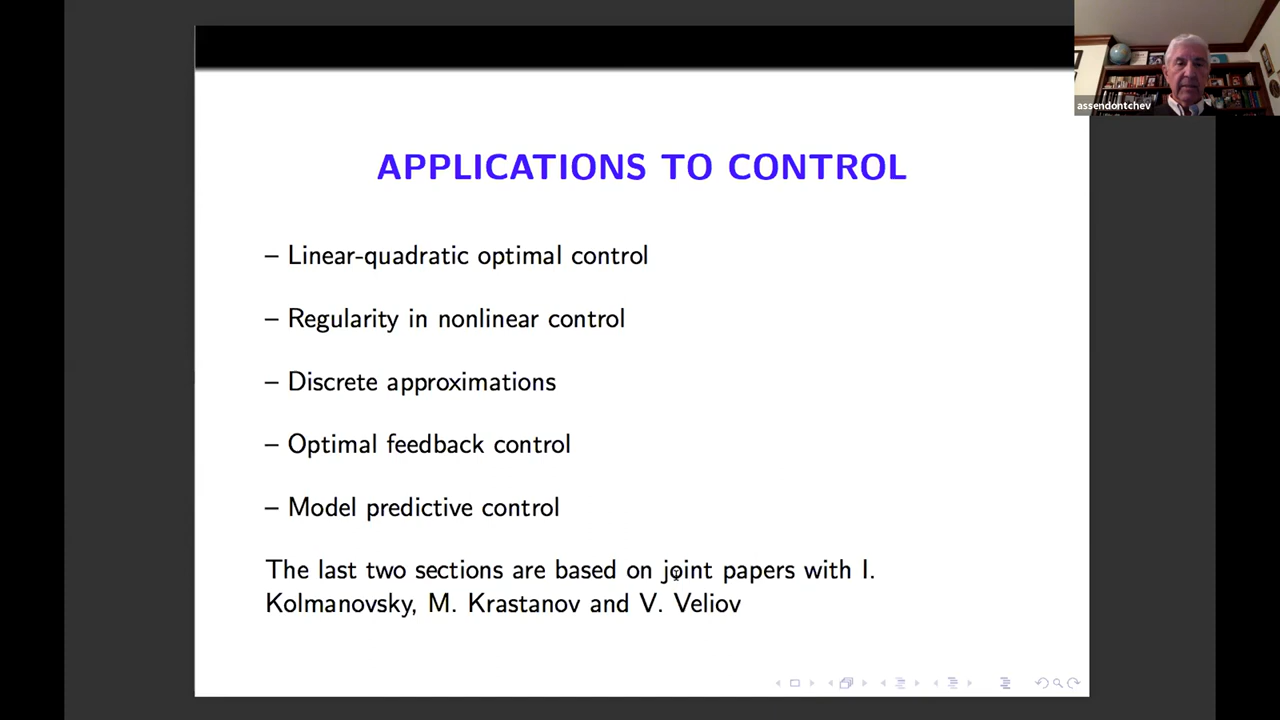 assendontchev
APPLICATIONS TO CONTROL
– Linear-quadratic optimal control
– Regularity in nonlinear control
– Discrete approximations
– Optimal feedback control
– Model predictive control
The last two sections are based on joint papers with I.
Kolmanovsky, M. Krastanov and V. Veliov